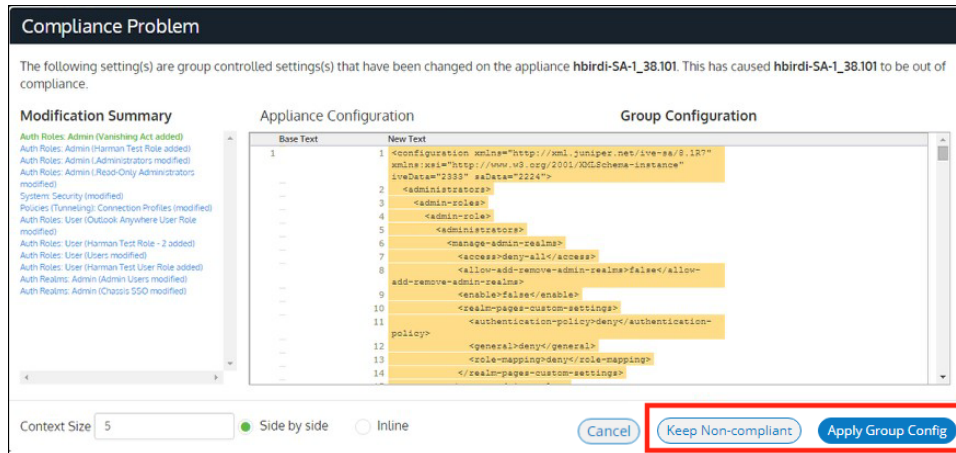 Compliance Problem
The following setting(s) are group controlled settings(s) that have been changed on the appliance hbirdi-SA-1_38.101. This has caused hbirdi-SA-1_38.101 to be out of
compliance.
Modification Summary
Auth Roles: Admin (Vanishing Act added)
Auth Roles: Admin (Harman Test Role added)
Auth Roles: Admin (.Administrators modified)
Auth Roles: Admin (.Read-Only Administrators
modified)
System: Security (modified)
Policies (Tunneling): Connection Profiles (modified)
Auth Roles: User (Outlook Anywhere User Role
modified)
Auth Roles: User (Harman Test Role - 2 added)
Auth Roles: User (Users modified)
Auth Roles: User (Harman Test User Role added)
Auth Realms: Admin (Admin Users modified)
Auth Realms: Admin (Chassis SSO modified)
Appliance Configuration Group Configuration
Base Text New Text
1 1 <configuration xmlns="http://xml.juniper.net/ive-sa/8.1R7"
xmlns:xsi="http://www.w3.org/2001/XMLSchema-instance"
iveData="2333" saData="2224">
2 <administrators>
3 <admin-roles>
4 <admin-role>
5 <administrators>
6 <manage-admin-realms>
7 <access>deny-all</access>
8 <allow-add-remove-admin-realms>false</allow-
add-remove-admin-realms>
9 <enable>false</enable>
10 <realm-pages-custom-settings>
11 <authentication-policy>deny</authentication-
policy>
12 <general>deny</general>
13 <role-mapping>deny</role-mapping>
14 </realm-pages-custom-settings>
Context Size 5 Side by side Inline Cancel Keep Non-compliant Apply Group Config